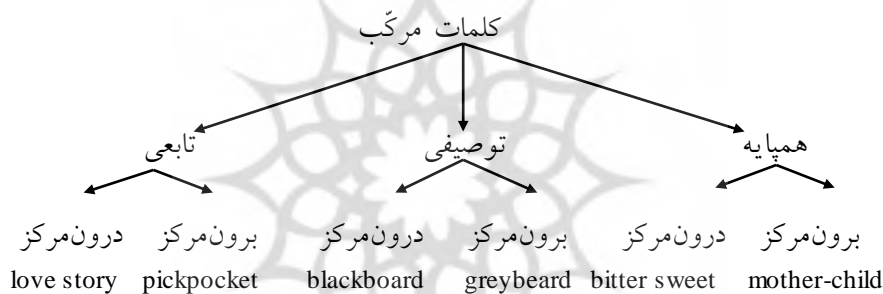 کلمات مرکّب
همپایه توصیفی تابعی
برون‌مرکز درون‌مرکز برون‌مرکز درون‌مرکز برون‌مرکز درون‌مرکز
love story pickpocket blackboard greybeard bitter sweet mother-child